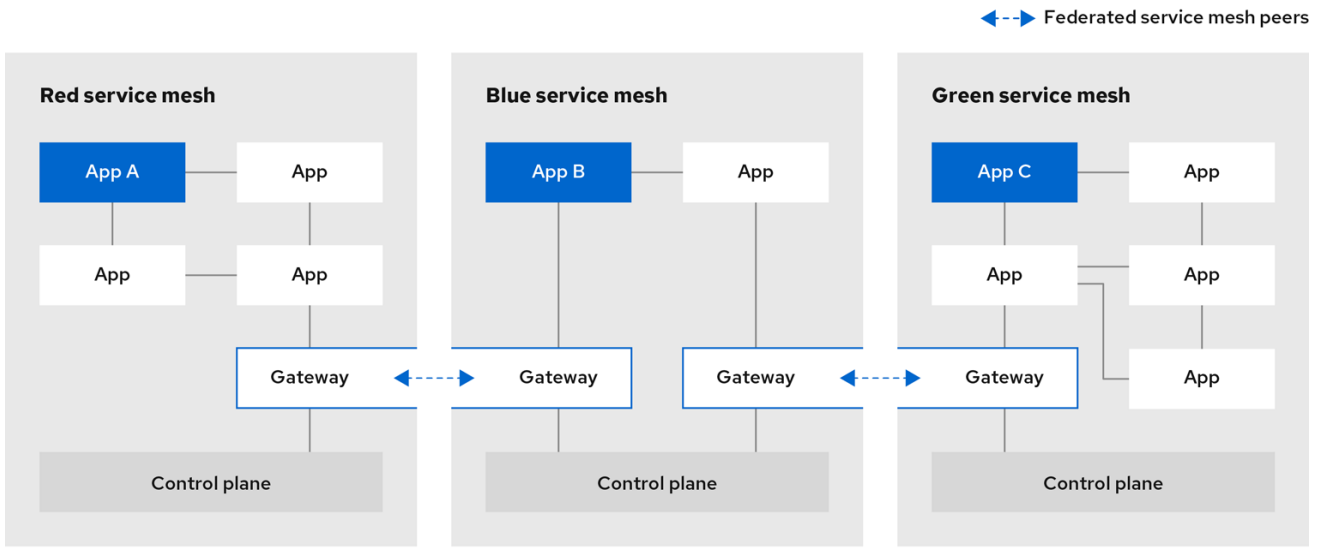 Federated service mesh peers
Red service mesh
App A
App
App
App
Gateway
Control plane
Blue service mesh
App B
App
Gateway
Gateway
Control plane
Green service mesh
App C
App
App
App
Gateway
App
Control plane